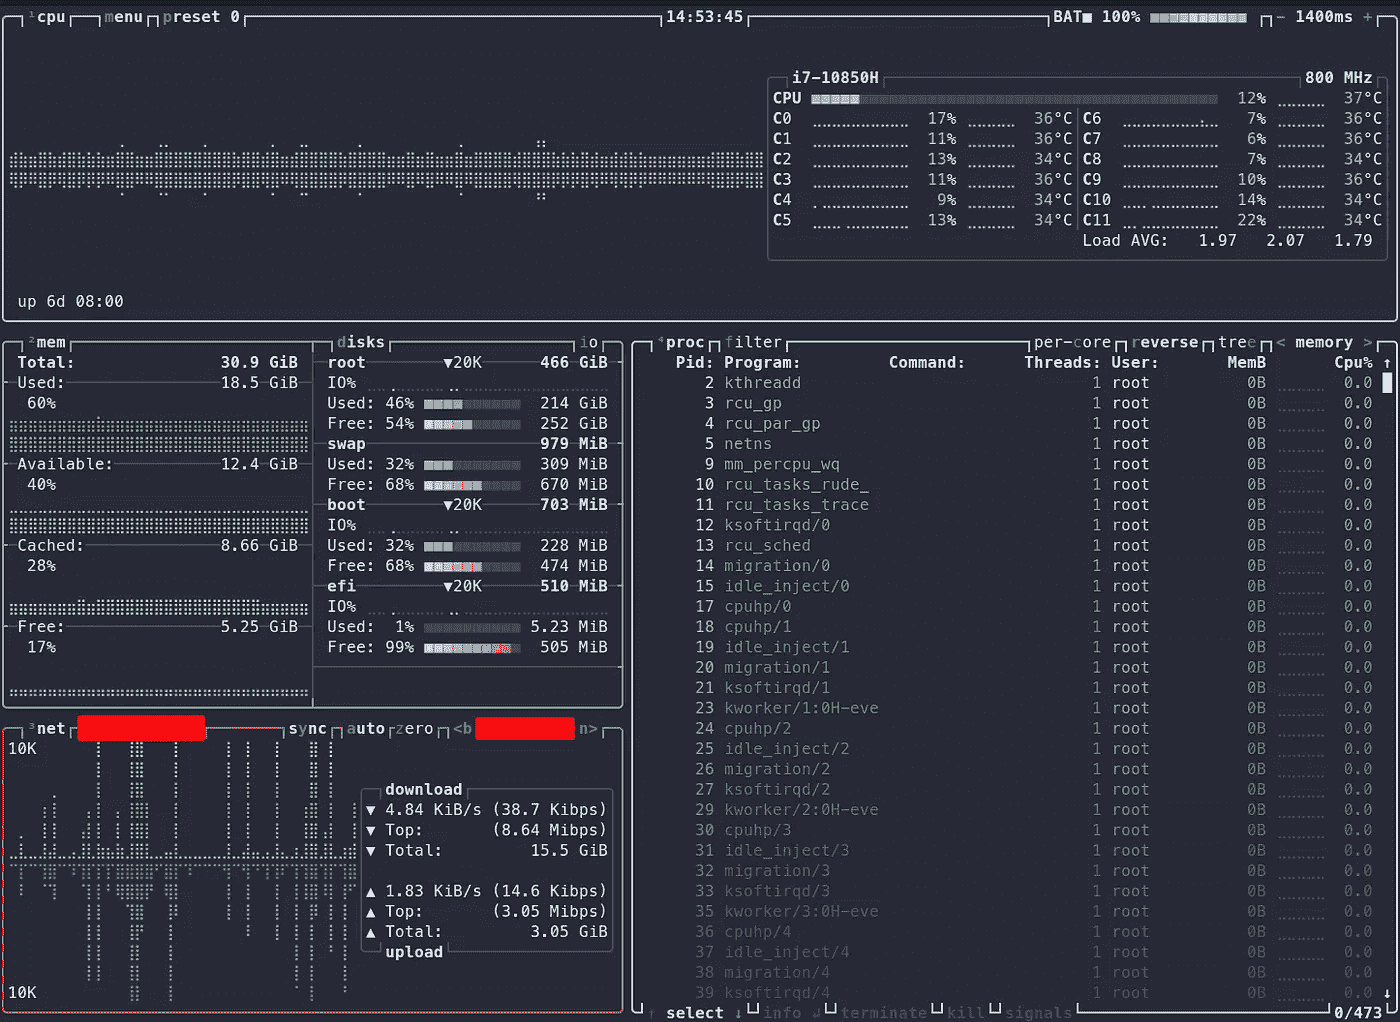 ¹cpu menu preset 0 14:53:45 BAT■ 100% - 1400ms +
i7-10850H 800 MHz
CPU 12% 37°C
C0 17% 36°C C6 7% 36°C
C1 11% 36°C C7 6% 36°C
C2 13% 34°C C8 7% 34°C
C3 11% 36°C C9 10% 36°C
C4 9% 34°C C10 14% 34°C
C5 13% 34°C C11 22% 34°C
Load AVG: 1.97 2.07 1.79
up 6d 08:00
²mem
Total: 30.9 GiB
Used: 18.5 GiB
60%
Available: 12.4 GiB
40%
Cached: 8.66 GiB
28%
Free: 5.25 GiB
17%
disks io
root ▼20K 466 GiB
IO%
Used: 46% 214 GiB
Free: 54% 252 GiB
swap 979 MiB
Used: 32% 309 MiB
Free: 68% 670 MiB
boot ▼20K 703 MiB
IO%
Used: 32% 228 MiB
Free: 68% 474 MiB
efi ▼20K 510 MiB
IO%
Used: 1% 5.23 MiB
Free: 99% 505 MiB
³net sync auto zero <b n>
10K
download
▼ 4.84 KiB/s (38.7 Kibps)
▼ Top: (8.64 Mibps)
▼ Total: 15.5 GiB
▲ 1.83 KiB/s (14.6 Kibps)
▲ Top: (3.05 Mibps)
▲ Total: 3.05 GiB
upload
10K
⁴proc filter per-core reverse tree < memory >
Pid: Program: Command: Threads: User: MemB Cpu% ↑
2 kthreadd 1 root 0B 0.0
3 rcu_gp 1 root 0B 0.0
4 rcu_par_gp 1 root 0B 0.0
5 netns 1 root 0B 0.0
9 mm_percpu_wq 1 root 0B 0.0
10 rcu_tasks_rude_ 1 root 0B 0.0
11 rcu_tasks_trace 1 root 0B 0.0
12 ksoftirqd/0 1 root 0B 0.0
13 rcu_sched 1 root 0B 0.0
14 migration/0 1 root 0B 0.0
15 idle_inject/0 1 root 0B 0.0
17 cpuhp/0 1 root 0B 0.0
18 cpuhp/1 1 root 0B 0.0
19 idle_inject/1 1 root 0B 0.0
20 migration/1 1 root 0B 0.0
21 ksoftirqd/1 1 root 0B 0.0
23 kworker/1:0H-eve 1 root 0B 0.0
24 cpuhp/2 1 root 0B 0.0
25 idle_inject/2 1 root 0B 0.0
26 migration/2 1 root 0B 0.0
27 ksoftirqd/2 1 root 0B 0.0
29 kworker/2:0H-eve 1 root 0B 0.0
30 cpuhp/3 1 root 0B 0.0
31 idle_inject/3 1 root 0B 0.0
32 migration/3 1 root 0B 0.0
33 ksoftirqd/3 1 root 0B 0.0
35 kworker/3:0H-eve 1 root 0B 0.0
36 cpuhp/4 1 root 0B 0.0
37 idle_inject/4 1 root 0B 0.0
38 migration/4 1 root 0B 0.0
39 ksoftirqd/4 1 root 0B 0.0 ↓
↑ select ↓ info ↲ terminate kill signals 0/473